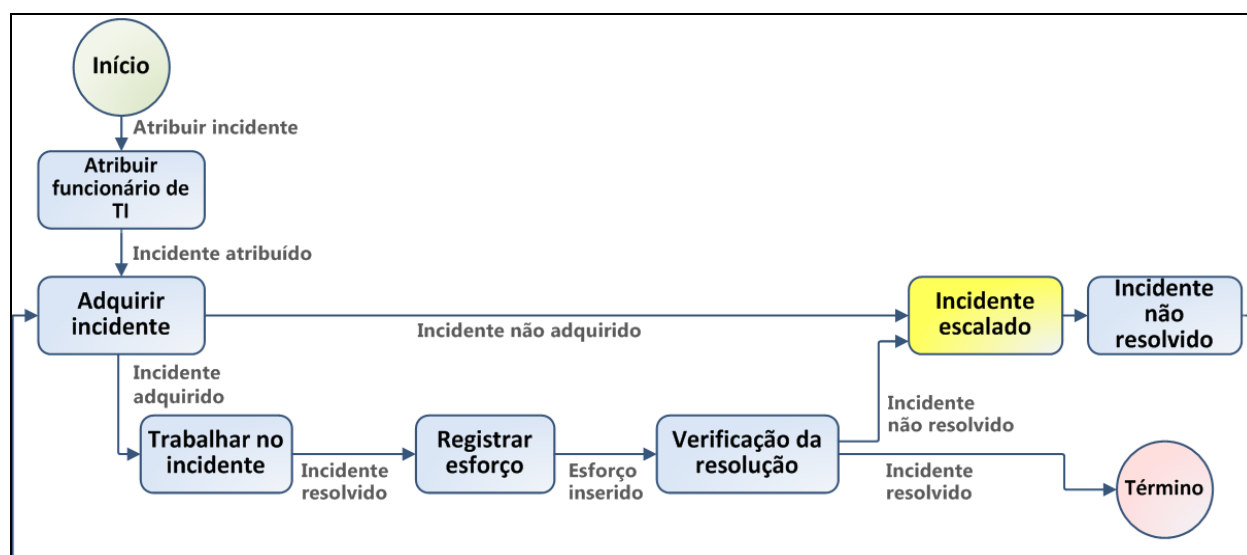 Início
Atribuir incidente
Atribuir
funcionário de
TI
Incidente atribuído
Adquirir
incidente
Incidente não adquirido
Incidente
escalado
Incidente
não
resolvido
Incidente
adquirido
Trabalhar no
incidente
Incidente
resolvido
Registrar
esforço
Esforço
inserido
Verificação da
resolução
Incidente
não resolvido
Incidente
resolvido
Término